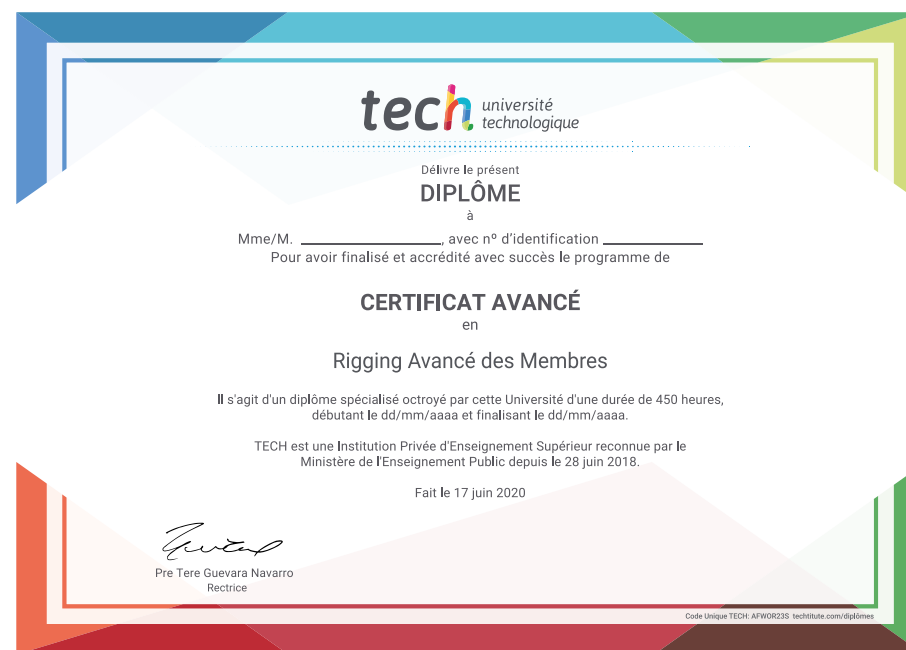 tech université
technologique
Délivre le présent
DIPLÔME
à
Mme/M. ____________________, avec nº d'identification ______________
Pour avoir finalisé et accrédité avec succès le programme de
CERTIFICAT AVANCÉ
en
Rigging Avancé des Membres
Il s'agit d'un diplôme spécialisé octroyé par cette Université d'une durée de 450 heures,
débutant le dd/mm/aaaa et finalisant le dd/mm/aaaa.
TECH est une Institution Privée d'Enseignement Supérieur reconnue par le
Ministère de l'Enseignement Public depuis le 28 juin 2018.
Fait le 17 juin 2020
Pre Tere Guevara Navarro
Rectrice
Code Unique TECH: AFWOR23S techtitute.com/diplômes